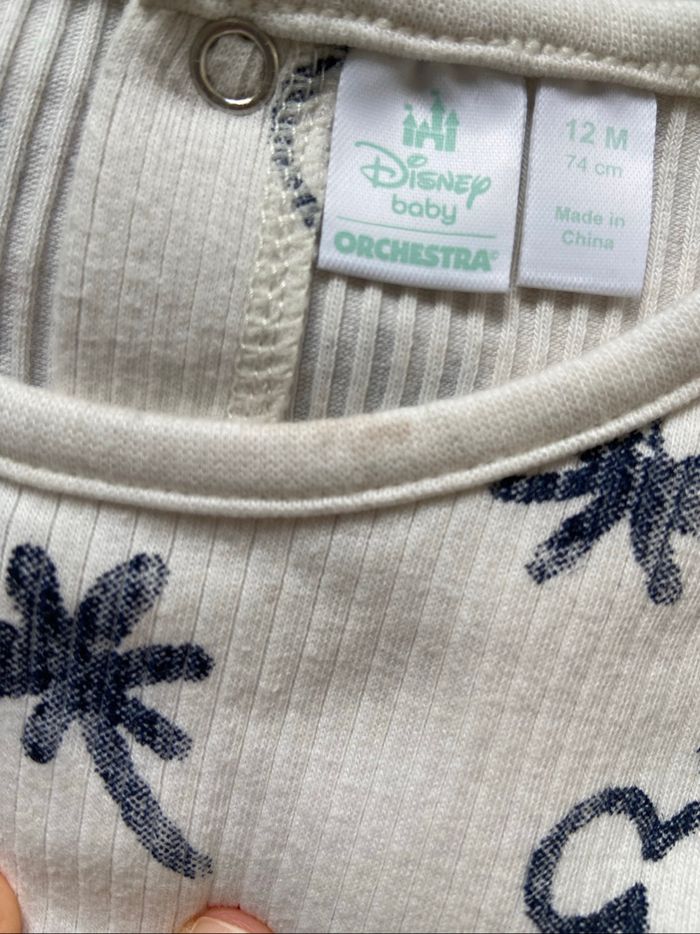 Disney
baby
ORCHESTRA
12 M
74 cm
Made in
China